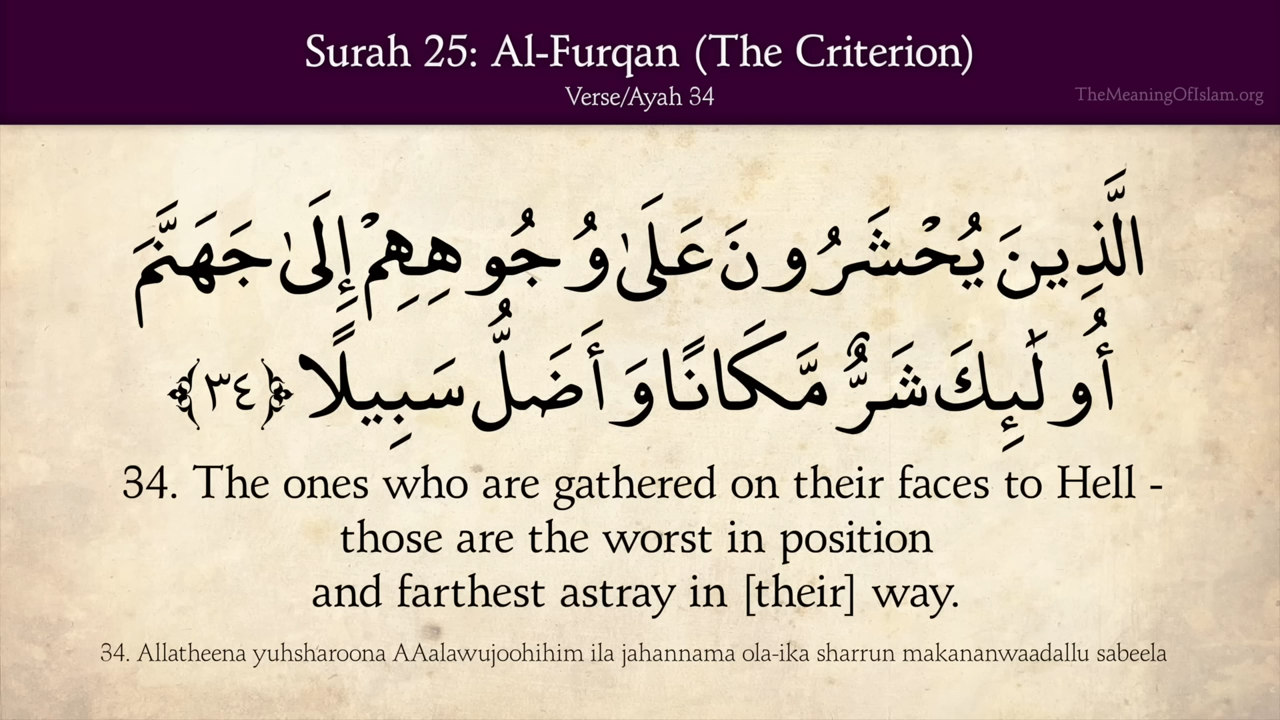 Surah 25: Al-Furqan (The Criterion)
Verse/Ayah 34
TheMeaningOfIslam.org
الَّذِينَ يُحْشَرُونَ عَلَىٰ وُجُوهِهِمْ إِلَىٰ جَهَنَّمَ
أُولَٰئِكَ شَرٌّ مَّكَانًا وَأَضَلُّ سَبِيلًا ﴿٣٤﴾
34. The ones who are gathered on their faces to Hell -
those are the worst in position
and farthest astray in [their] way.
34. Allatheena yuhsharoona AAalawujoohihim ila jahannama ola-ika sharrun makananwaadallu sabeela